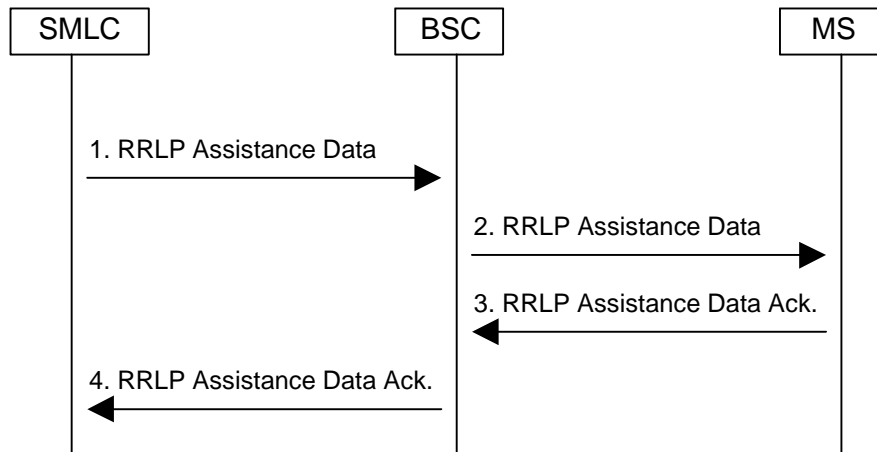 SMLC
BSC
MS
1. RRLP Assistance Data
2. RRLP Assistance Data
3. RRLP Assistance Data Ack.
4. RRLP Assistance Data Ack.